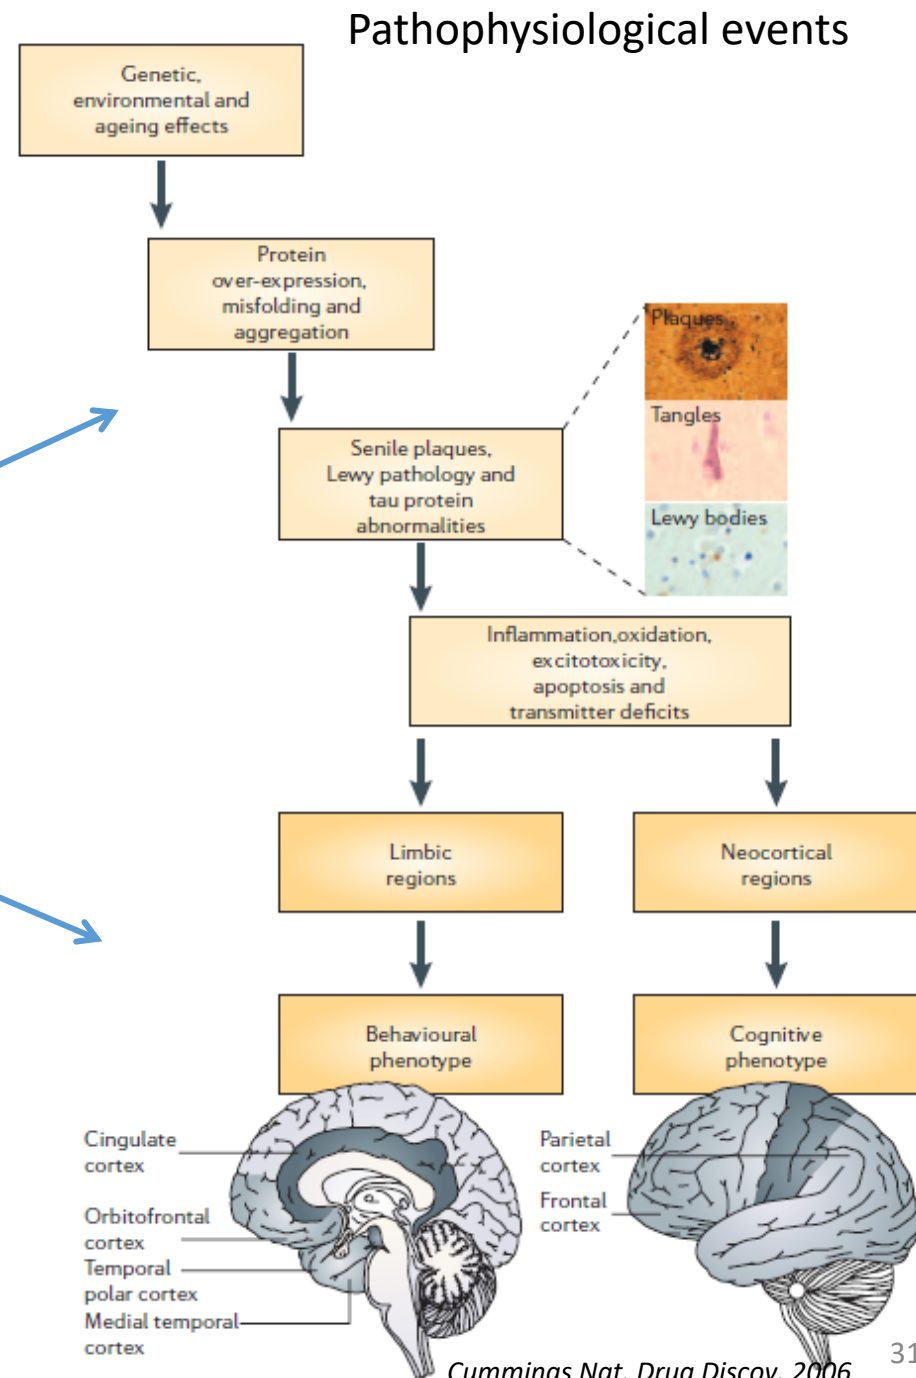 Pathophysiological events
Genetic,
environmental and
ageing effects
Protein
over-expression,
misfolding and
aggregation
Senile plaques,
Lewy pathology and
tau protein
abnormalities
Plaques
Tangles
Lewy bodies
Inflammation,oxidation,
excitotoxicity,
apoptosis and
transmitter deficits
Limbic
regions
Neocortical
regions
Behavioural
phenotype
Cognitive
phenotype
Cingulate
cortex
Orbitofrontal
cortex
Temporal
polar cortex
Medial temporal
cortex
Parietal
cortex
Frontal
cortex
Cummings Nat. Drug Discov. 2006
31